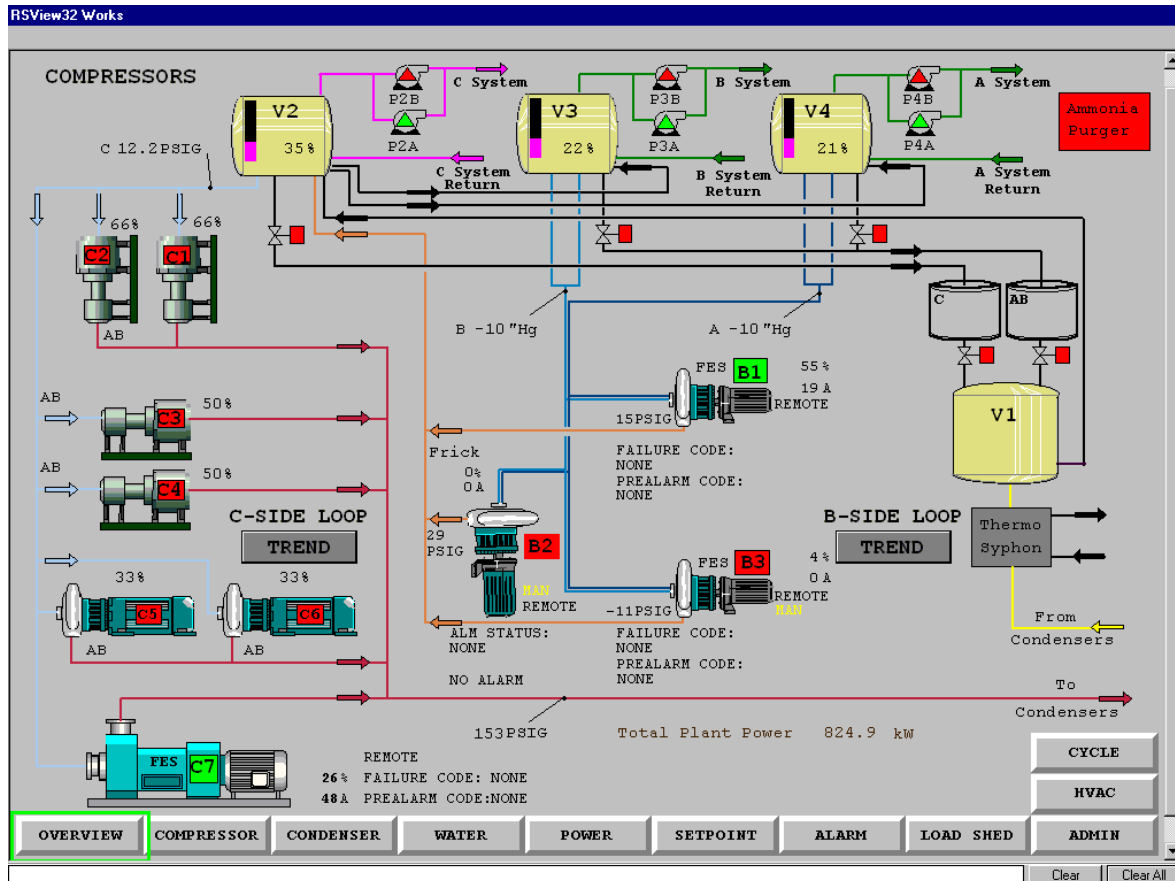 RSView32 Works
COMPRESSORS
C System
B System
A System
P2B
P3B
P4B
V2
V3
V4
Ammonia
Purger
35%
22%
21%
P2A
P3A
P4A
C 12.2PSIG
C System
Return
B System
Return
A System
Return
66%
66%
C2
C1
AB
C
AB
B -10 "Hg
A -10 "Hg
FES
B1
55%
19 A
REMOTE
15PSIG
V1
AB
50%
C3
Frick
0%
0A
FAILURE CODE:
NONE
PREALARM CODE:
NONE
AB
50%
C4
C-SIDE LOOP
TREND
29
PSIG
B2
MAN
REMOTE
B-SIDE LOOP
TREND
Thermo
Syphon
FES
B3
4%
0A
REMOTE
MAN
-11PSIG
33%
33%
C5
C6
AB
AB
ALM STATUS:
NONE
FAILURE CODE:
NONE
PREALARM CODE:
NONE
NO ALARM
From
Condensers
To
Condensers
153PSIG
Total Plant Power 824.9 kW
FES
C7
REMOTE
26% FAILURE CODE: NONE
48A PREALARM CODE:NONE
CYCLE
HVAC
OVERVIEW
COMPRESSOR
CONDENSER
WATER
POWER
SETPOINT
ALARM
LOAD SHED
ADMIN
Clear
Clear All